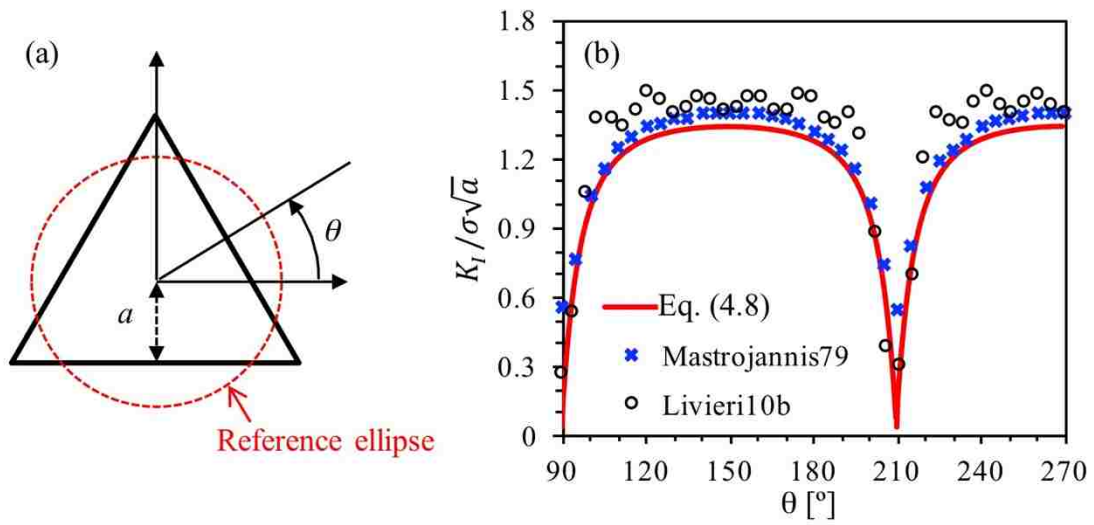 (a)
θ
a
Reference ellipse
(b)
K_I/σ√a
1.8
1.5
1.2
0.9
0.6
0.3
0
Eq. (4.8)
Mastrojannis79
Livieri10b
90 120 150 180 210 240 270
θ [º]